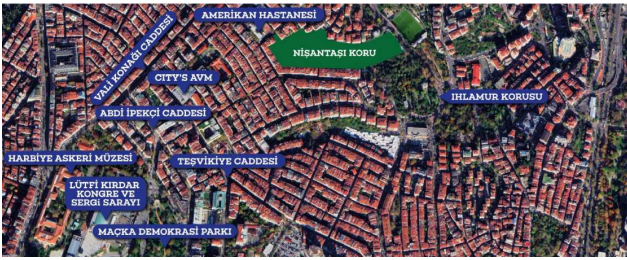 AMERİKAN HASTANESİ
NİŞANTAŞI KORU
VALİ KONAĞI CADDESİ
CITY'S AVM
IHLAMUR KORUSU
ABDİ İPEKÇİ CADDESİ
HARBİYE ASKERİ MÜZESİ
TEŞVİKİYE CADDESİ
LÜTFİ KIRDAR
KONGRE VE
SERGİ SARAYI
MAÇKA DEMOKRASİ PARKI